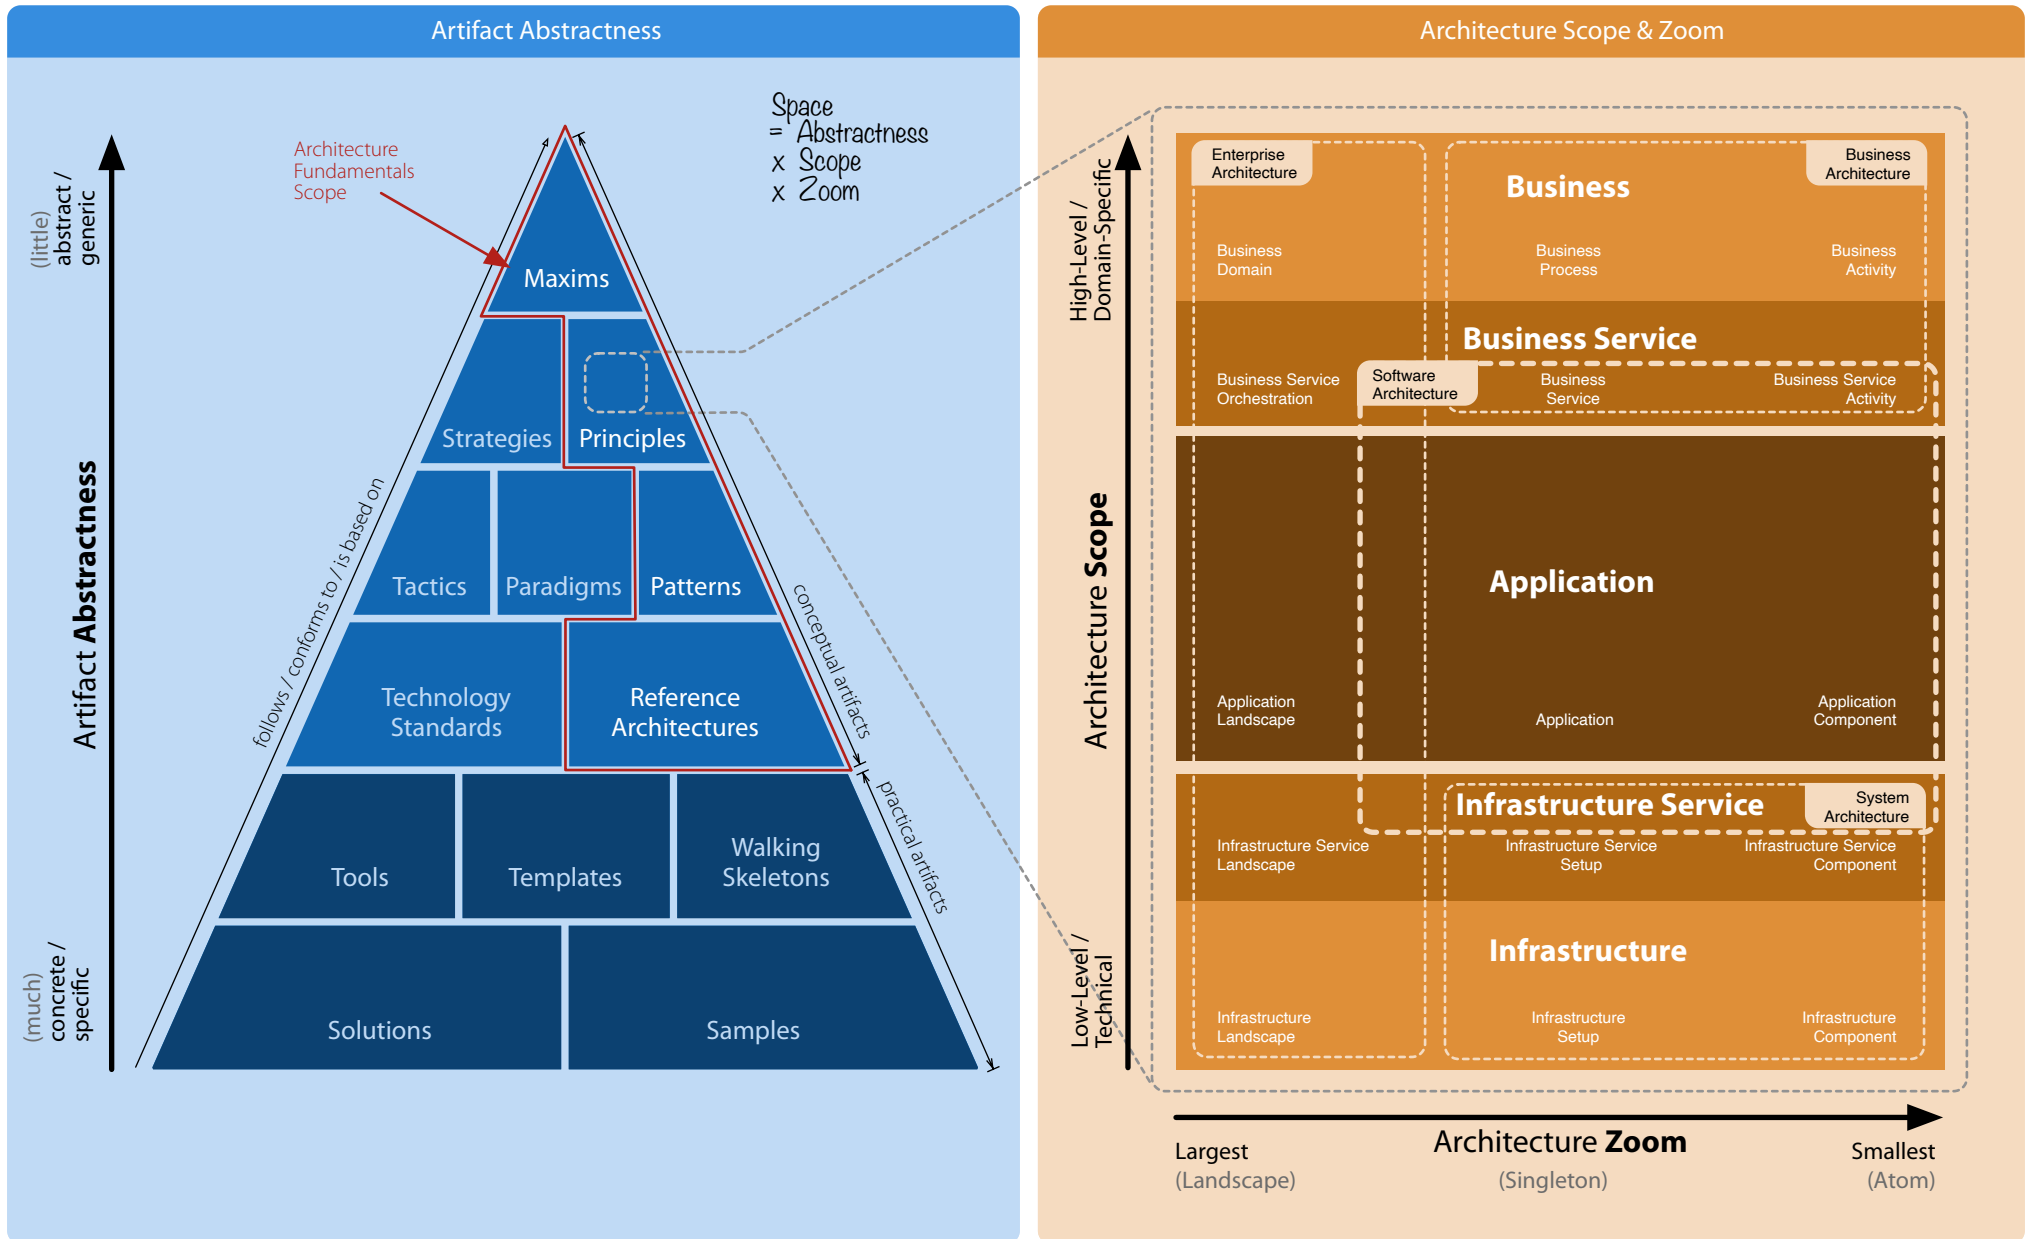 Artifact Abstractness
Space
= Abstractness
x Scope
x Zoom
Architecture
Fundamentals
Scope
(little)
abstract /
generic
Artifact Abstractness
(much)
concrete /
specific
follows / conforms to / is based on
conceptual artifacts
practical artifacts
Maxims
Strategies
Principles
Tactics
Paradigms
Patterns
Technology
Standards
Reference
Architectures
Tools
Templates
Walking
Skeletons
Solutions
Samples
Architecture Scope & Zoom
High-Level /
Domain-Specific
Architecture Scope
Low-Level /
Technical
Enterprise
Architecture
Business
Business
Architecture
Business
Domain
Business
Process
Business
Activity
Business Service
Software
Architecture
Business Service
Orchestration
Business
Service
Business Service
Activity
Application
Application
Landscape
Application
Application
Component
Infrastructure Service
System
Architecture
Infrastructure Service
Landscape
Infrastructure Service
Setup
Infrastructure Service
Component
Infrastructure
Infrastructure
Landscape
Infrastructure
Setup
Infrastructure
Component
Architecture Zoom
Largest
(Landscape)
(Singleton)
Smallest
(Atom)